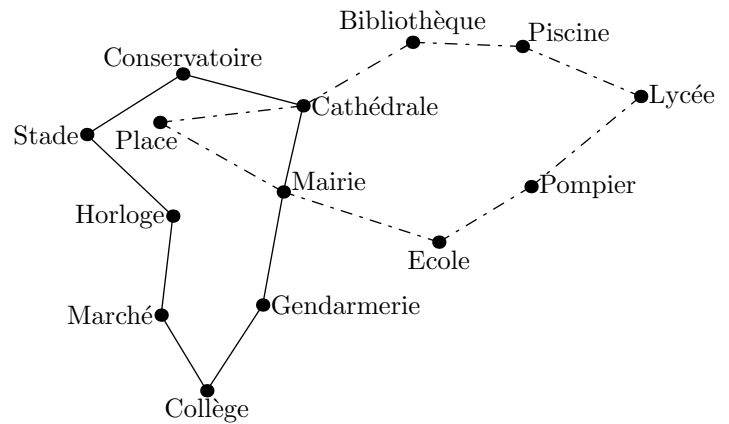 Bibliothèque
Piscine
Conservatoire
Lycée
Cathédrale
Stade
Place
Mairie
Pompier
Horloge
Ecole
Gendarmerie
Marché
Collège